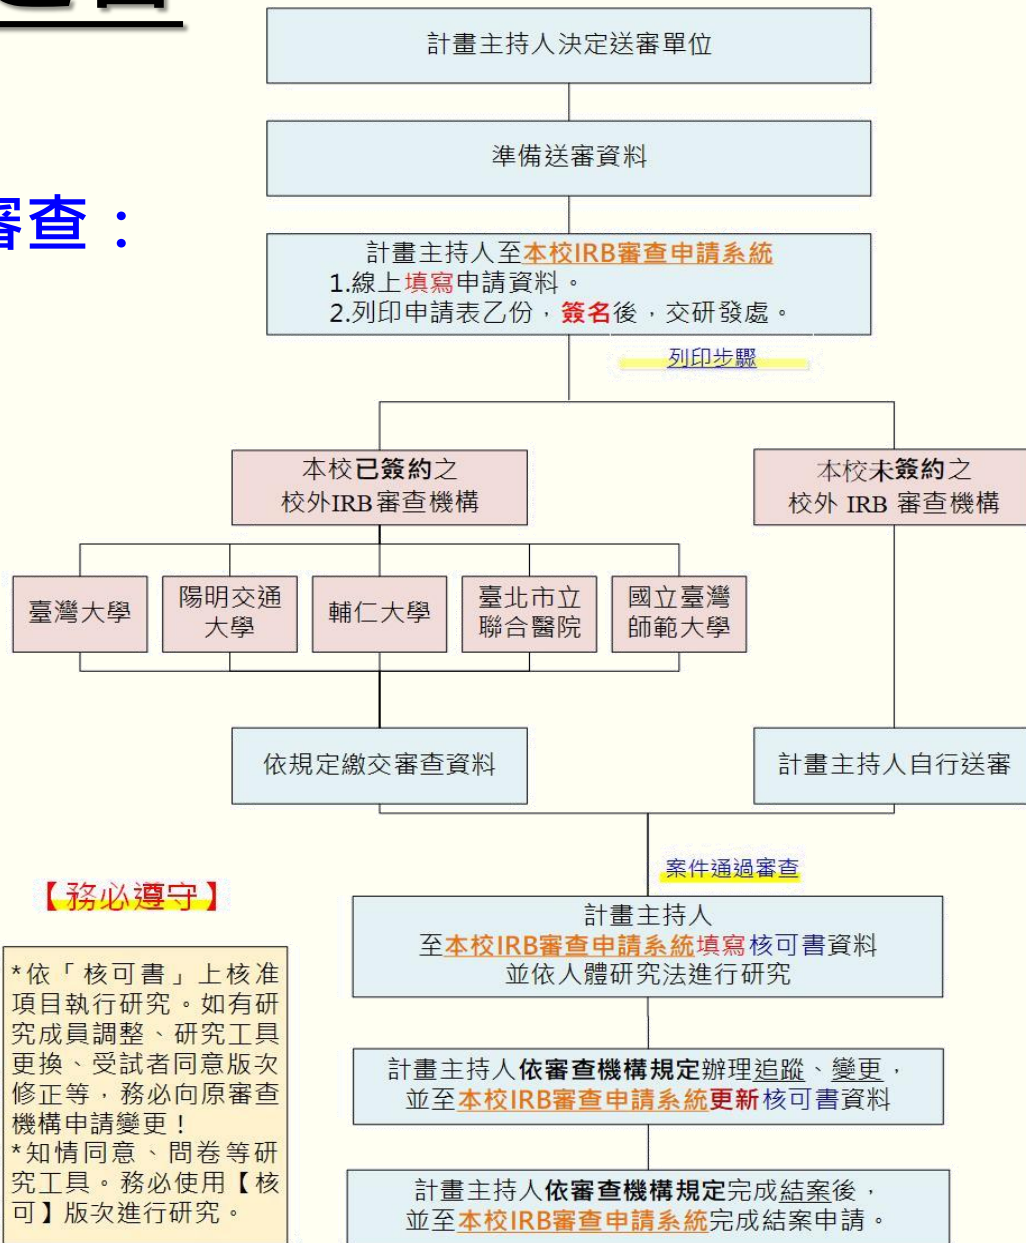 審查：
計畫主持人決定送審單位
準備送審資料
計畫主持人至本校IRB審查申請系統
1.線上填寫申請資料。
2.列印申請表乙份，簽名後，交研發處。
列印步驟
本校已簽約之
校外IRB審查機構
本校未簽約之
校外 IRB 審查機構
臺灣大學
陽明交通
大學
輔仁大學
臺北市立
聯合醫院
國立臺灣
師範大學
依規定繳交審查資料
計畫主持人自行送審
案件通過審查
計畫主持人
至本校IRB審查申請系統填寫核可書資料
並依人體研究法進行研究
計畫主持人依審查機構規定辦理追蹤、變更，
並至本校IRB審查申請系統更新核可書資料
計畫主持人依審查機構規定完成結案後，
並至本校IRB審查申請系統完成結案申請。
【務必遵守】
*依「核可書」上核准
項目執行研究。如有研
究成員調整、研究工具
更換、受試者同意版次
修正等，務必向原審查
機構申請變更！
*知情同意、問卷等研
究工具。務必使用【核
可】版次進行研究。